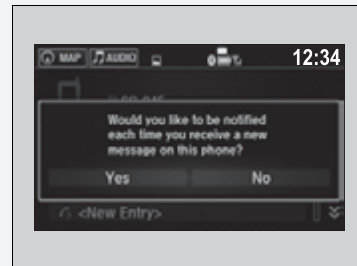 MAP AUDIO 12:34
Would you like to be notified
each time you receive a new
message on this phone?
Yes No
<New Entry>